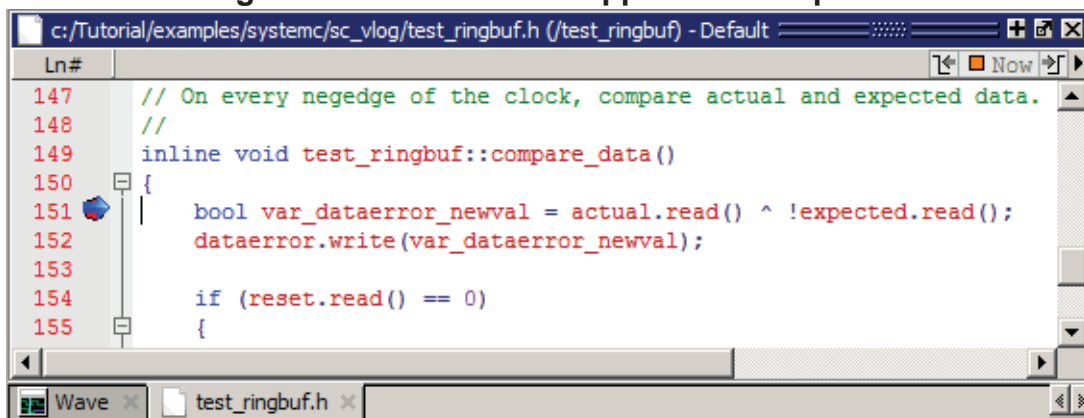 c:/Tutorial/examples/systemc/sc_vlog/test_ringbuf.h (/test_ringbuf) - Default
Ln#
Now
147 // On every negedge of the clock, compare actual and expected data.
148 //
149 inline void test_ringbuf::compare_data()
150 {
151 bool var_dataerror_newval = actual.read() ^ !expected.read();
152 dataerror.write(var_dataerror_newval);
153
154 if (reset.read() == 0)
155 {
Wave
test_ringbuf.h